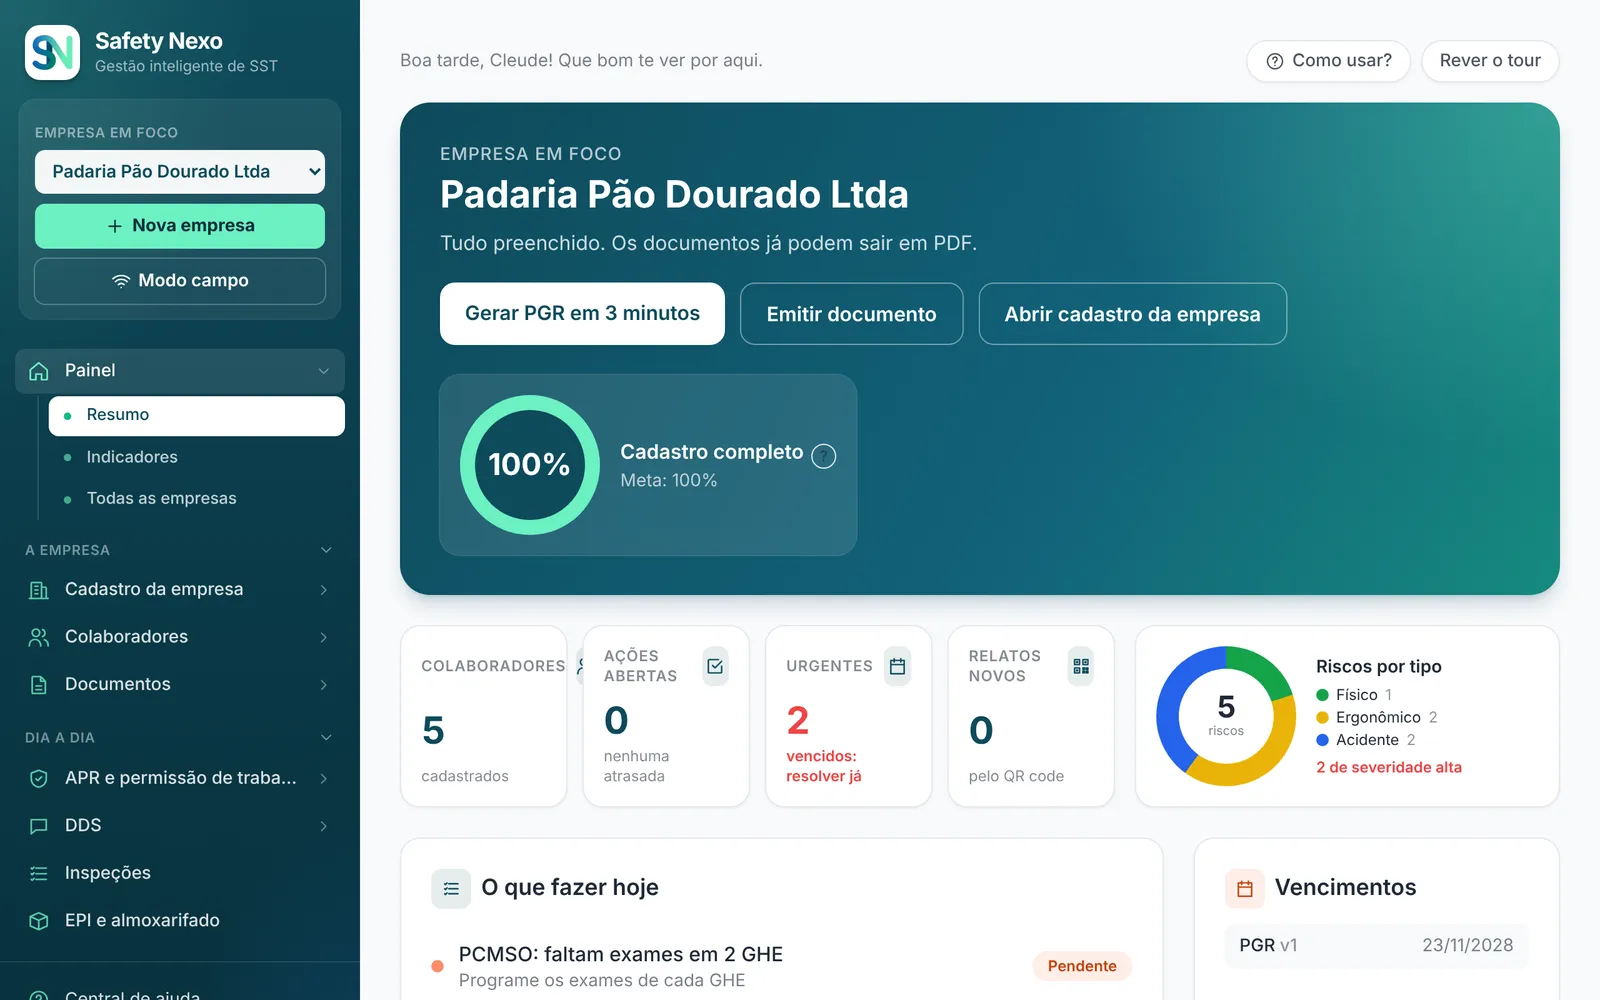 Safety Nexo
Gestão inteligente de SST
EMPRESA EM FOCO
Padaria Pão Dourado Ltda
Nova empresa
Modo campo
Painel
Resumo
Indicadores
Todas as empresas
A EMPRESA
Cadastro da empresa
Colaboradores
Documentos
DIA A DIA
APR e permissão de traba...
DDS
Inspeções
EPI e almoxarifado
Central de ajuda
Boa tarde, Cleude! Que bom te ver por aqui.
Como usar?
Rever o tour
EMPRESA EM FOCO
Padaria Pão Dourado Ltda
Tudo preenchido. Os documentos já podem sair em PDF.
Gerar PGR em 3 minutos
Emitir documento
Abrir cadastro da empresa
100%
Cadastro completo ?
Meta: 100%
COLABORADORES
5
cadastrados
AÇÕES
ABERTAS
0
nenhuma
atrasada
URGENTES
2
vencidos:
resolver já
RELATOS
NOVOS
0
pelo QR code
5
riscos
Riscos por tipo
Físico 1
Ergonômico 2
Acidente 2
2 de severidade alta
O que fazer hoje
PCMSO: faltam exames em 2 GHE
Programe os exames de cada GHE
Pendente
Vencimentos
PGR v1
23/11/2028